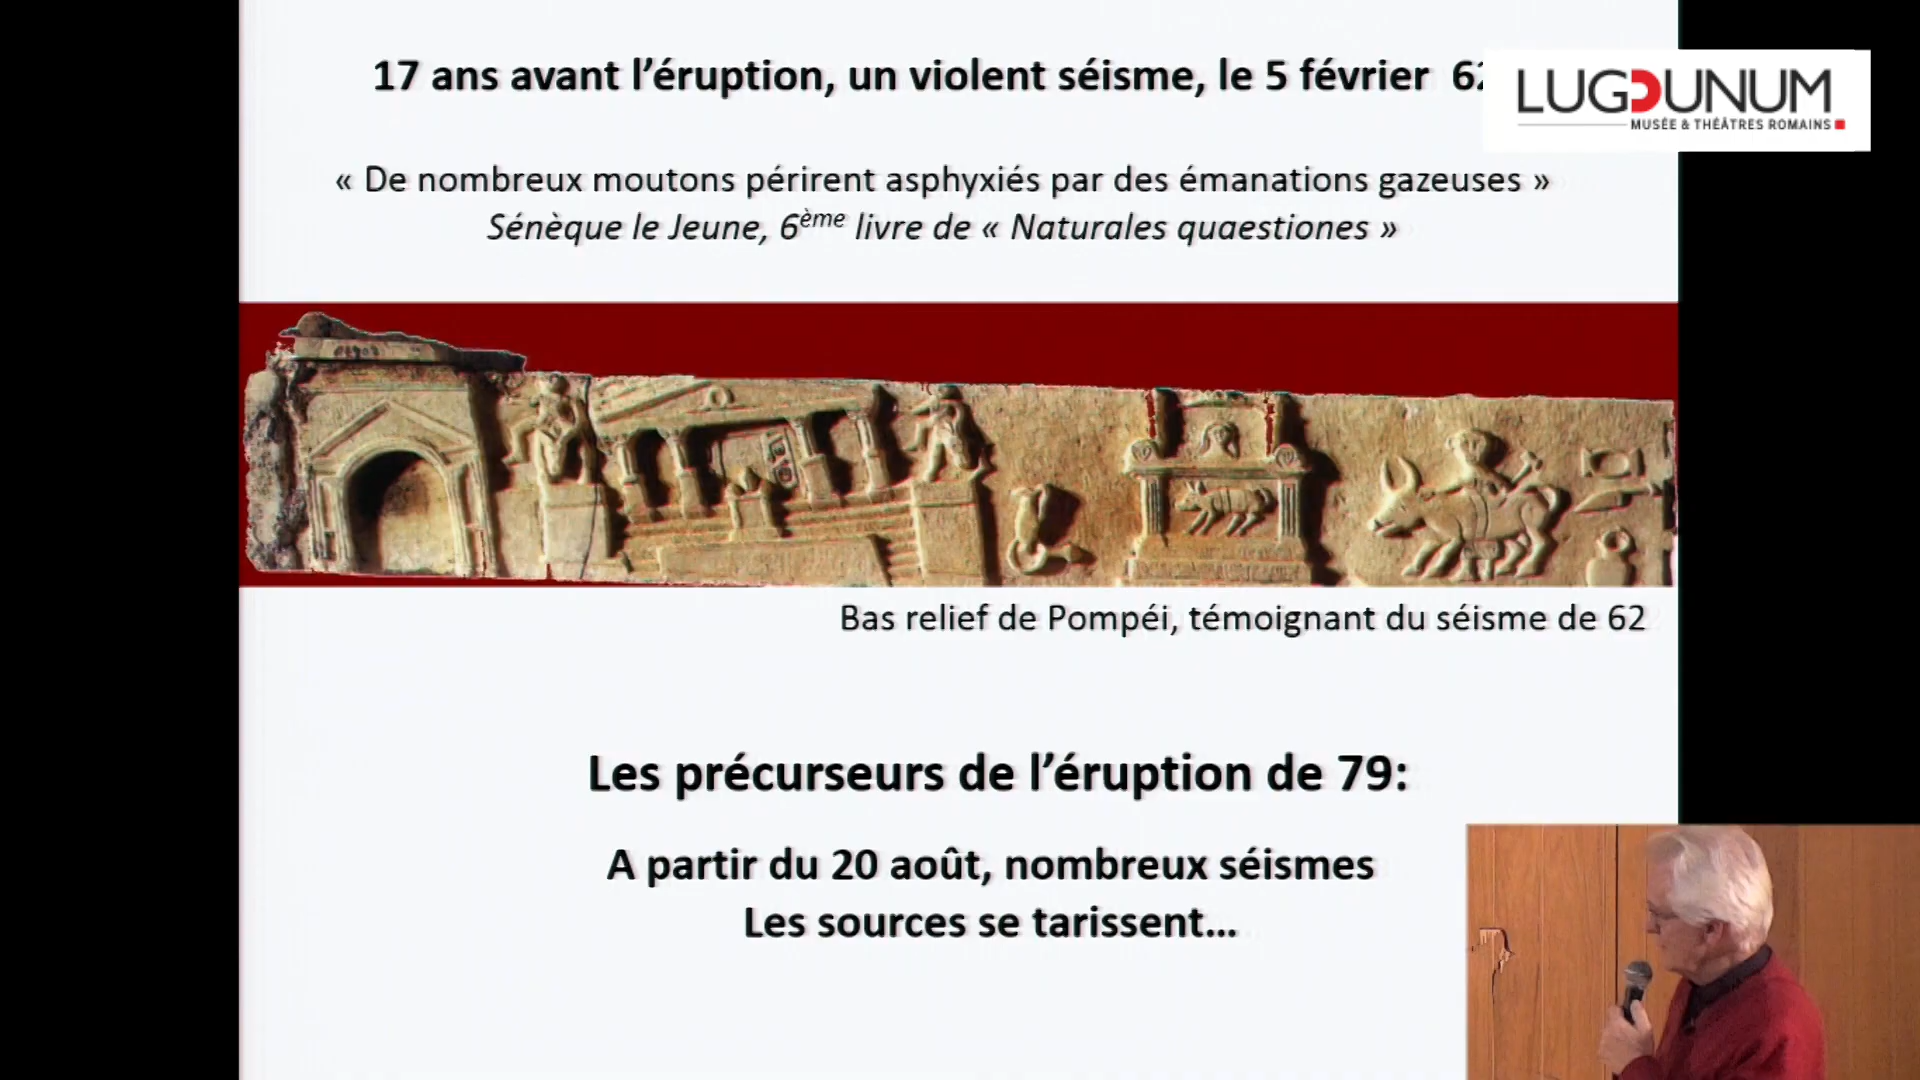 17 ans avant l’éruption, un violent séisme, le 5 février 62
LUGDUNUM
MUSÉE & THÉÂTRES ROMAINS
« De nombreux moutons périrent asphyxiés par des émanations gazeuses »
Sénèque le Jeune, 6ème livre de « Naturales quaestiones »
Bas relief de Pompéi, témoignant du séisme de 62
Les précurseurs de l’éruption de 79:
A partir du 20 août, nombreux séismes
Les sources se tarissent…